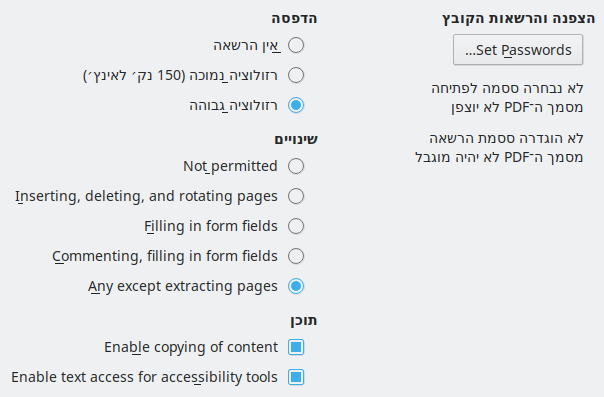 הצפנה והרשאות הקובץ
Set Passwords...
לא נבחרה ססמה לפתיחה
מסמך ה־PDF לא יוצפן
לא הוגדרה ססמת הרשאה
מסמך ה־PDF לא יהיה מוגבל
הדפסה
אין הרשאה
רזולוציה נמוכה (150 נק׳ לאינץ׳)
רזולוציה גבוהה
שינויים
Not permitted
Inserting, deleting, and rotating pages
Filling in form fields
Commenting, filling in form fields
Any except extracting pages
תוכן
Enable copying of content
Enable text access for accessibility tools